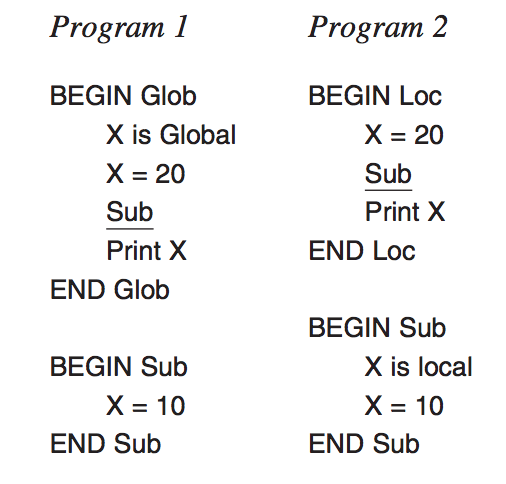 Program 1
BEGIN Glob
X is Global
X = 20
Sub
Print X
END Glob
BEGIN Sub
X = 10
END Sub
Program 2
BEGIN Loc
X = 20
Sub
Print X
END Loc
BEGIN Sub
X is local
X = 10
END Sub